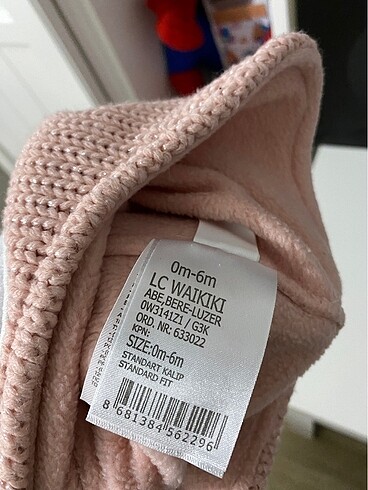 0m-6m
LC WAIKIKI
ABE BERE-LUZER
0W3141Z1 / G3K
ORD. NR: 633022
KPN:
SIZE:0m-6m
STANDART KALIP
STANDARD FIT
8 681384 562296